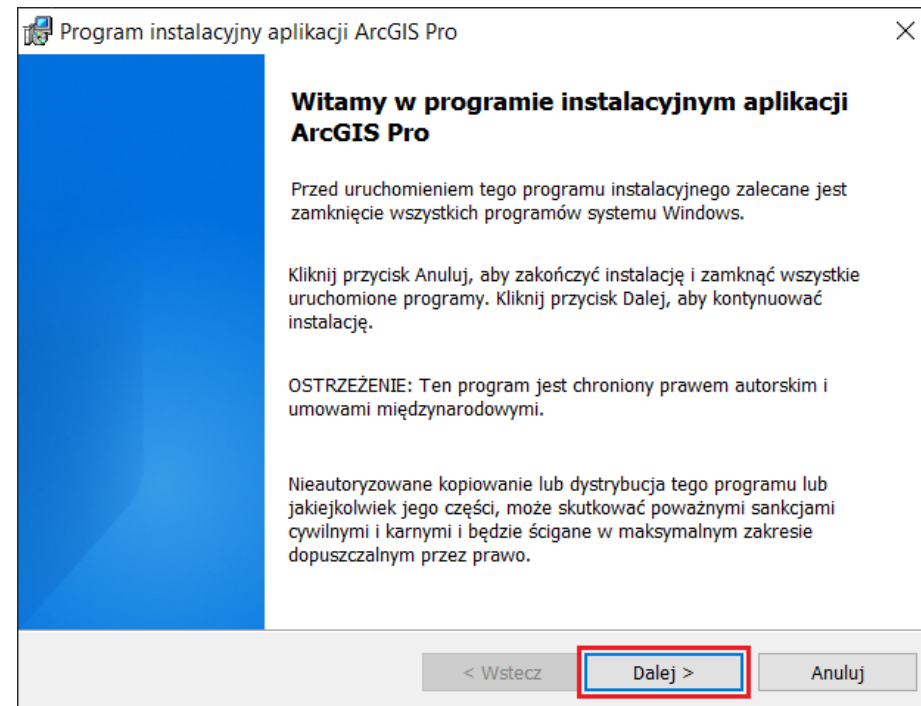 Program instalacyjny aplikacji ArcGIS Pro
Witamy w programie instalacyjnym aplikacji
ArcGIS Pro
Przed uruchomieniem tego programu instalacyjnego zalecane jest
zamknięcie wszystkich programów systemu Windows.
Kliknij przycisk Anuluj, aby zakończyć instalację i zamknąć wszystkie
uruchomione programy. Kliknij przycisk Dalej, aby kontynuować
instalację.
OSTRZEŻENIE: Ten program jest chroniony prawem autorskim i
umowami międzynarodowymi.
Nieautoryzowane kopiowanie lub dystrybucja tego programu lub
jakiejkolwiek jego części, może skutkować poważnymi sankcjami
cywilnymi i karnymi i będzie ścigane w maksymalnym zakresie
dopuszczalnym przez prawo.
< Wstecz Dalej > Anuluj